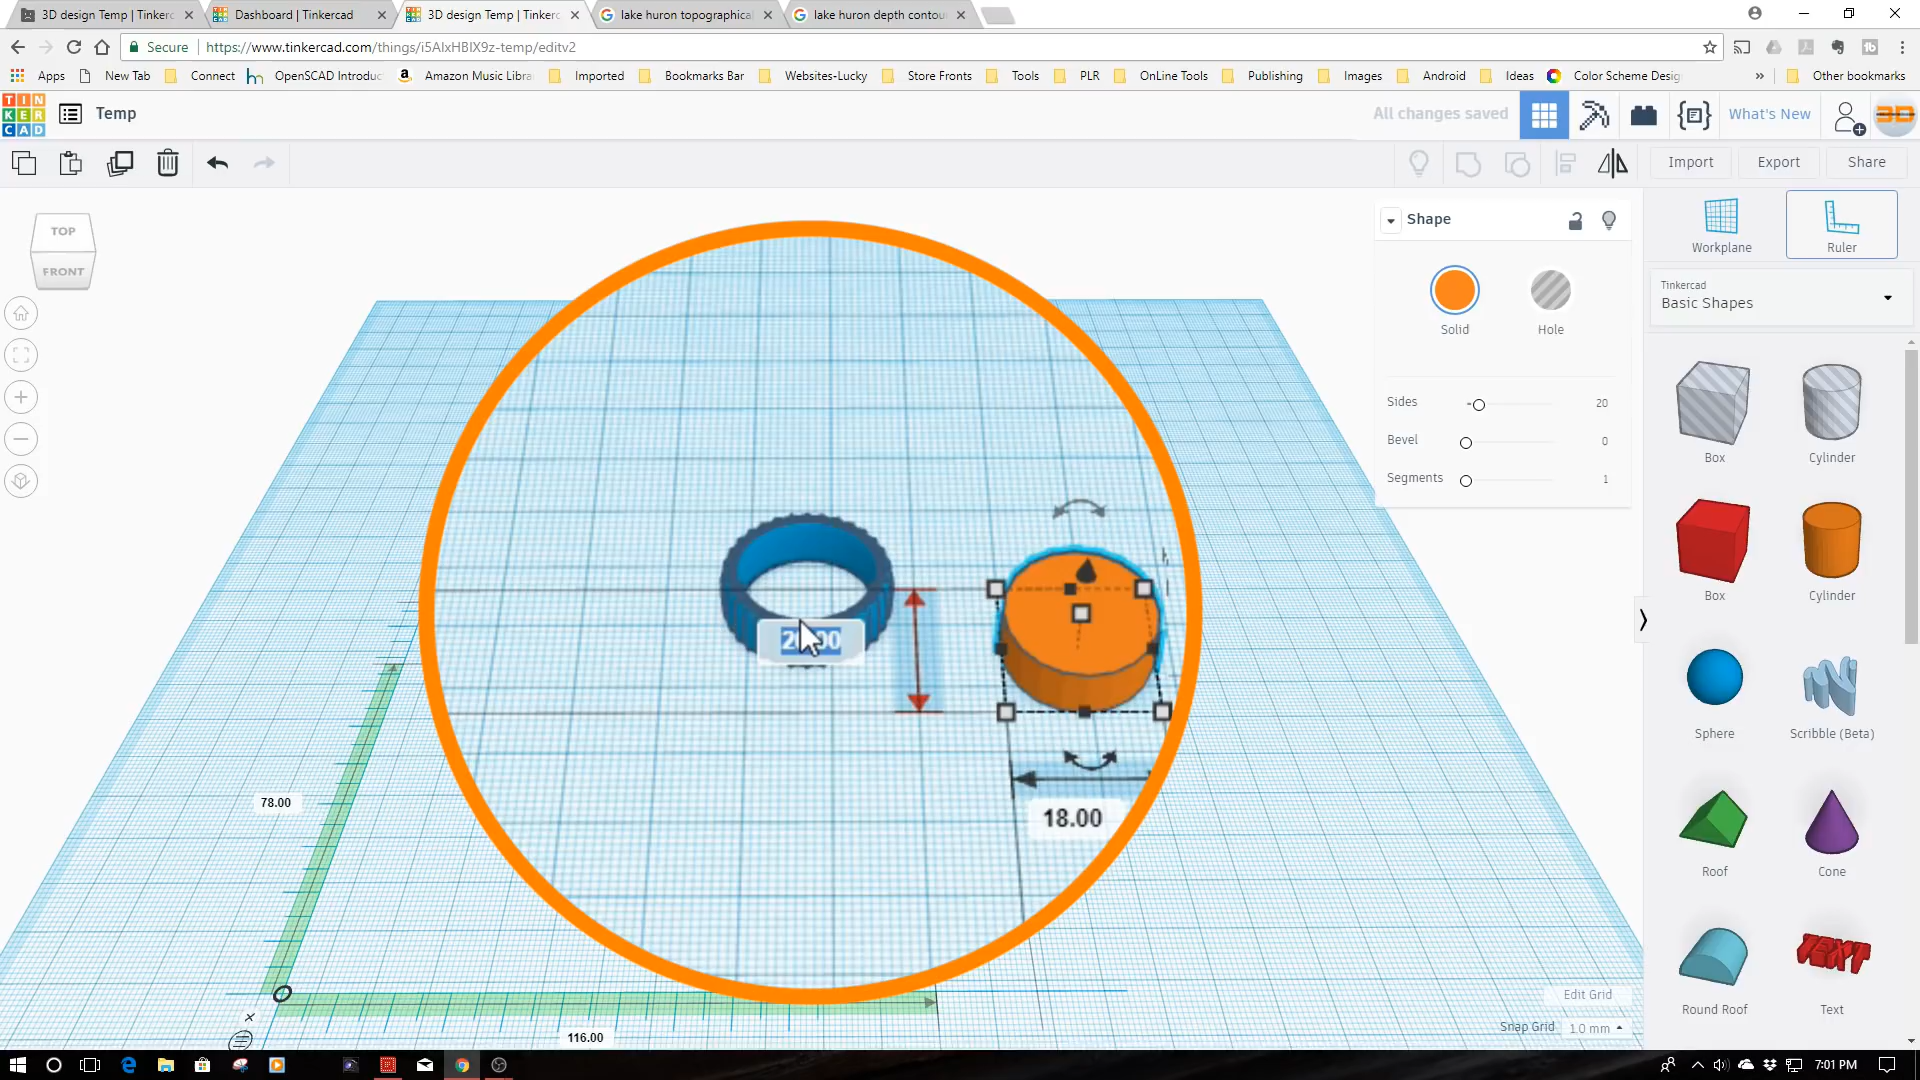 3D design Temp | Tinkerc
Dashboard | Tinkercad
3D design Temp | Tinkerc
lake huron topographical
lake huron depth contou
Secure
https://www.tinkercad.com/things/i5AlxHBlX9z-temp/editv2
Apps
New Tab
Connect
OpenSCAD Introduc
Amazon Music Libra
Imported
Bookmarks Bar
Websites-Lucky
Store Fronts
Tools
PLR
OnLine Tools
Publishing
Images
Android
Ideas
Color Scheme Desig
Other bookmarks
TIN
KER
CAD
Temp
All changes saved
What's New
3D
Import
Export
Share
TOP
FRONT
Shape
Solid
Hole
Sides
20
Bevel
0
Segments
1
Workplane
Ruler
Tinkercad
Basic Shapes
Box
Cylinder
Box
Cylinder
Sphere
Scribble (Beta)
Roof
Cone
Round Roof
TEXT
Text
18.00
78.00
116.00
Edit Grid
Snap Grid
1.0 mm
7:01 PM